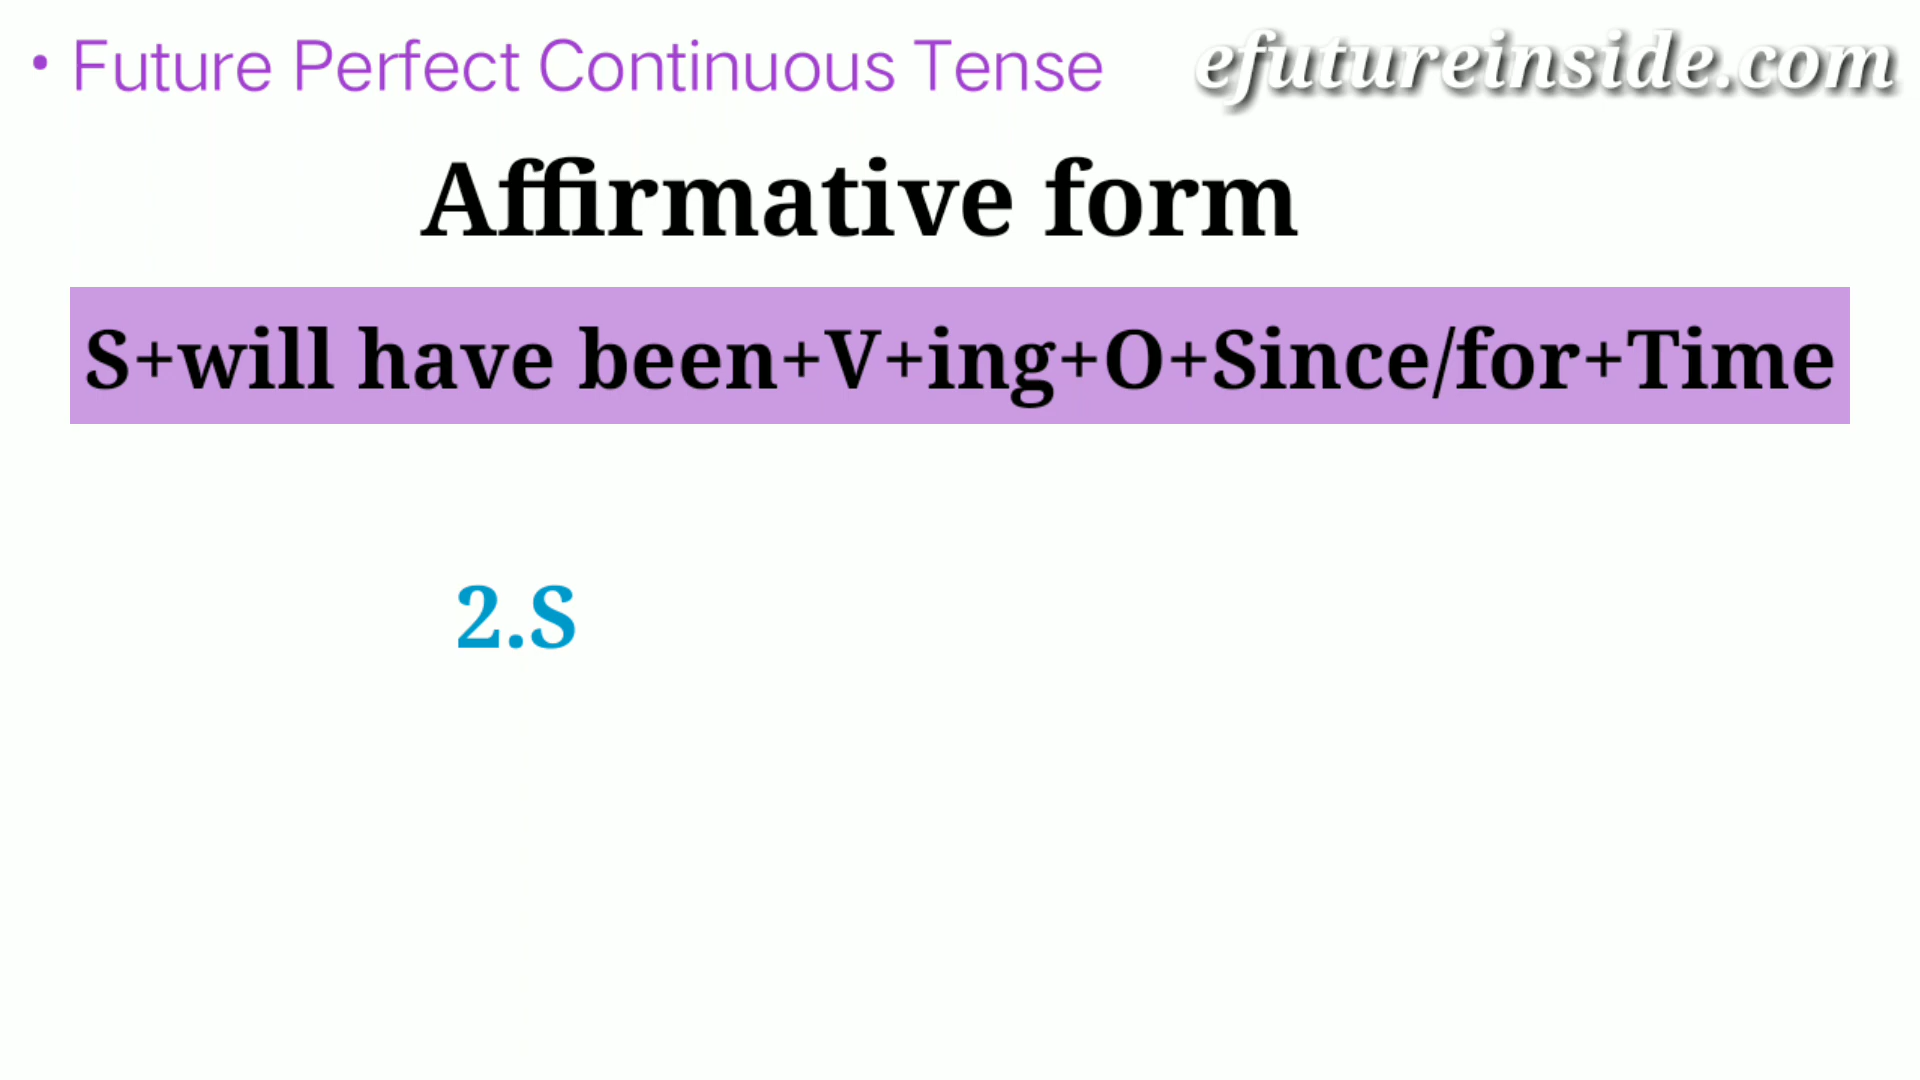 • Future Perfect Continuous Tense
efutureinside.com
Affirmative form
S+will have been+V+ing+O+Since/for+Time
2.S